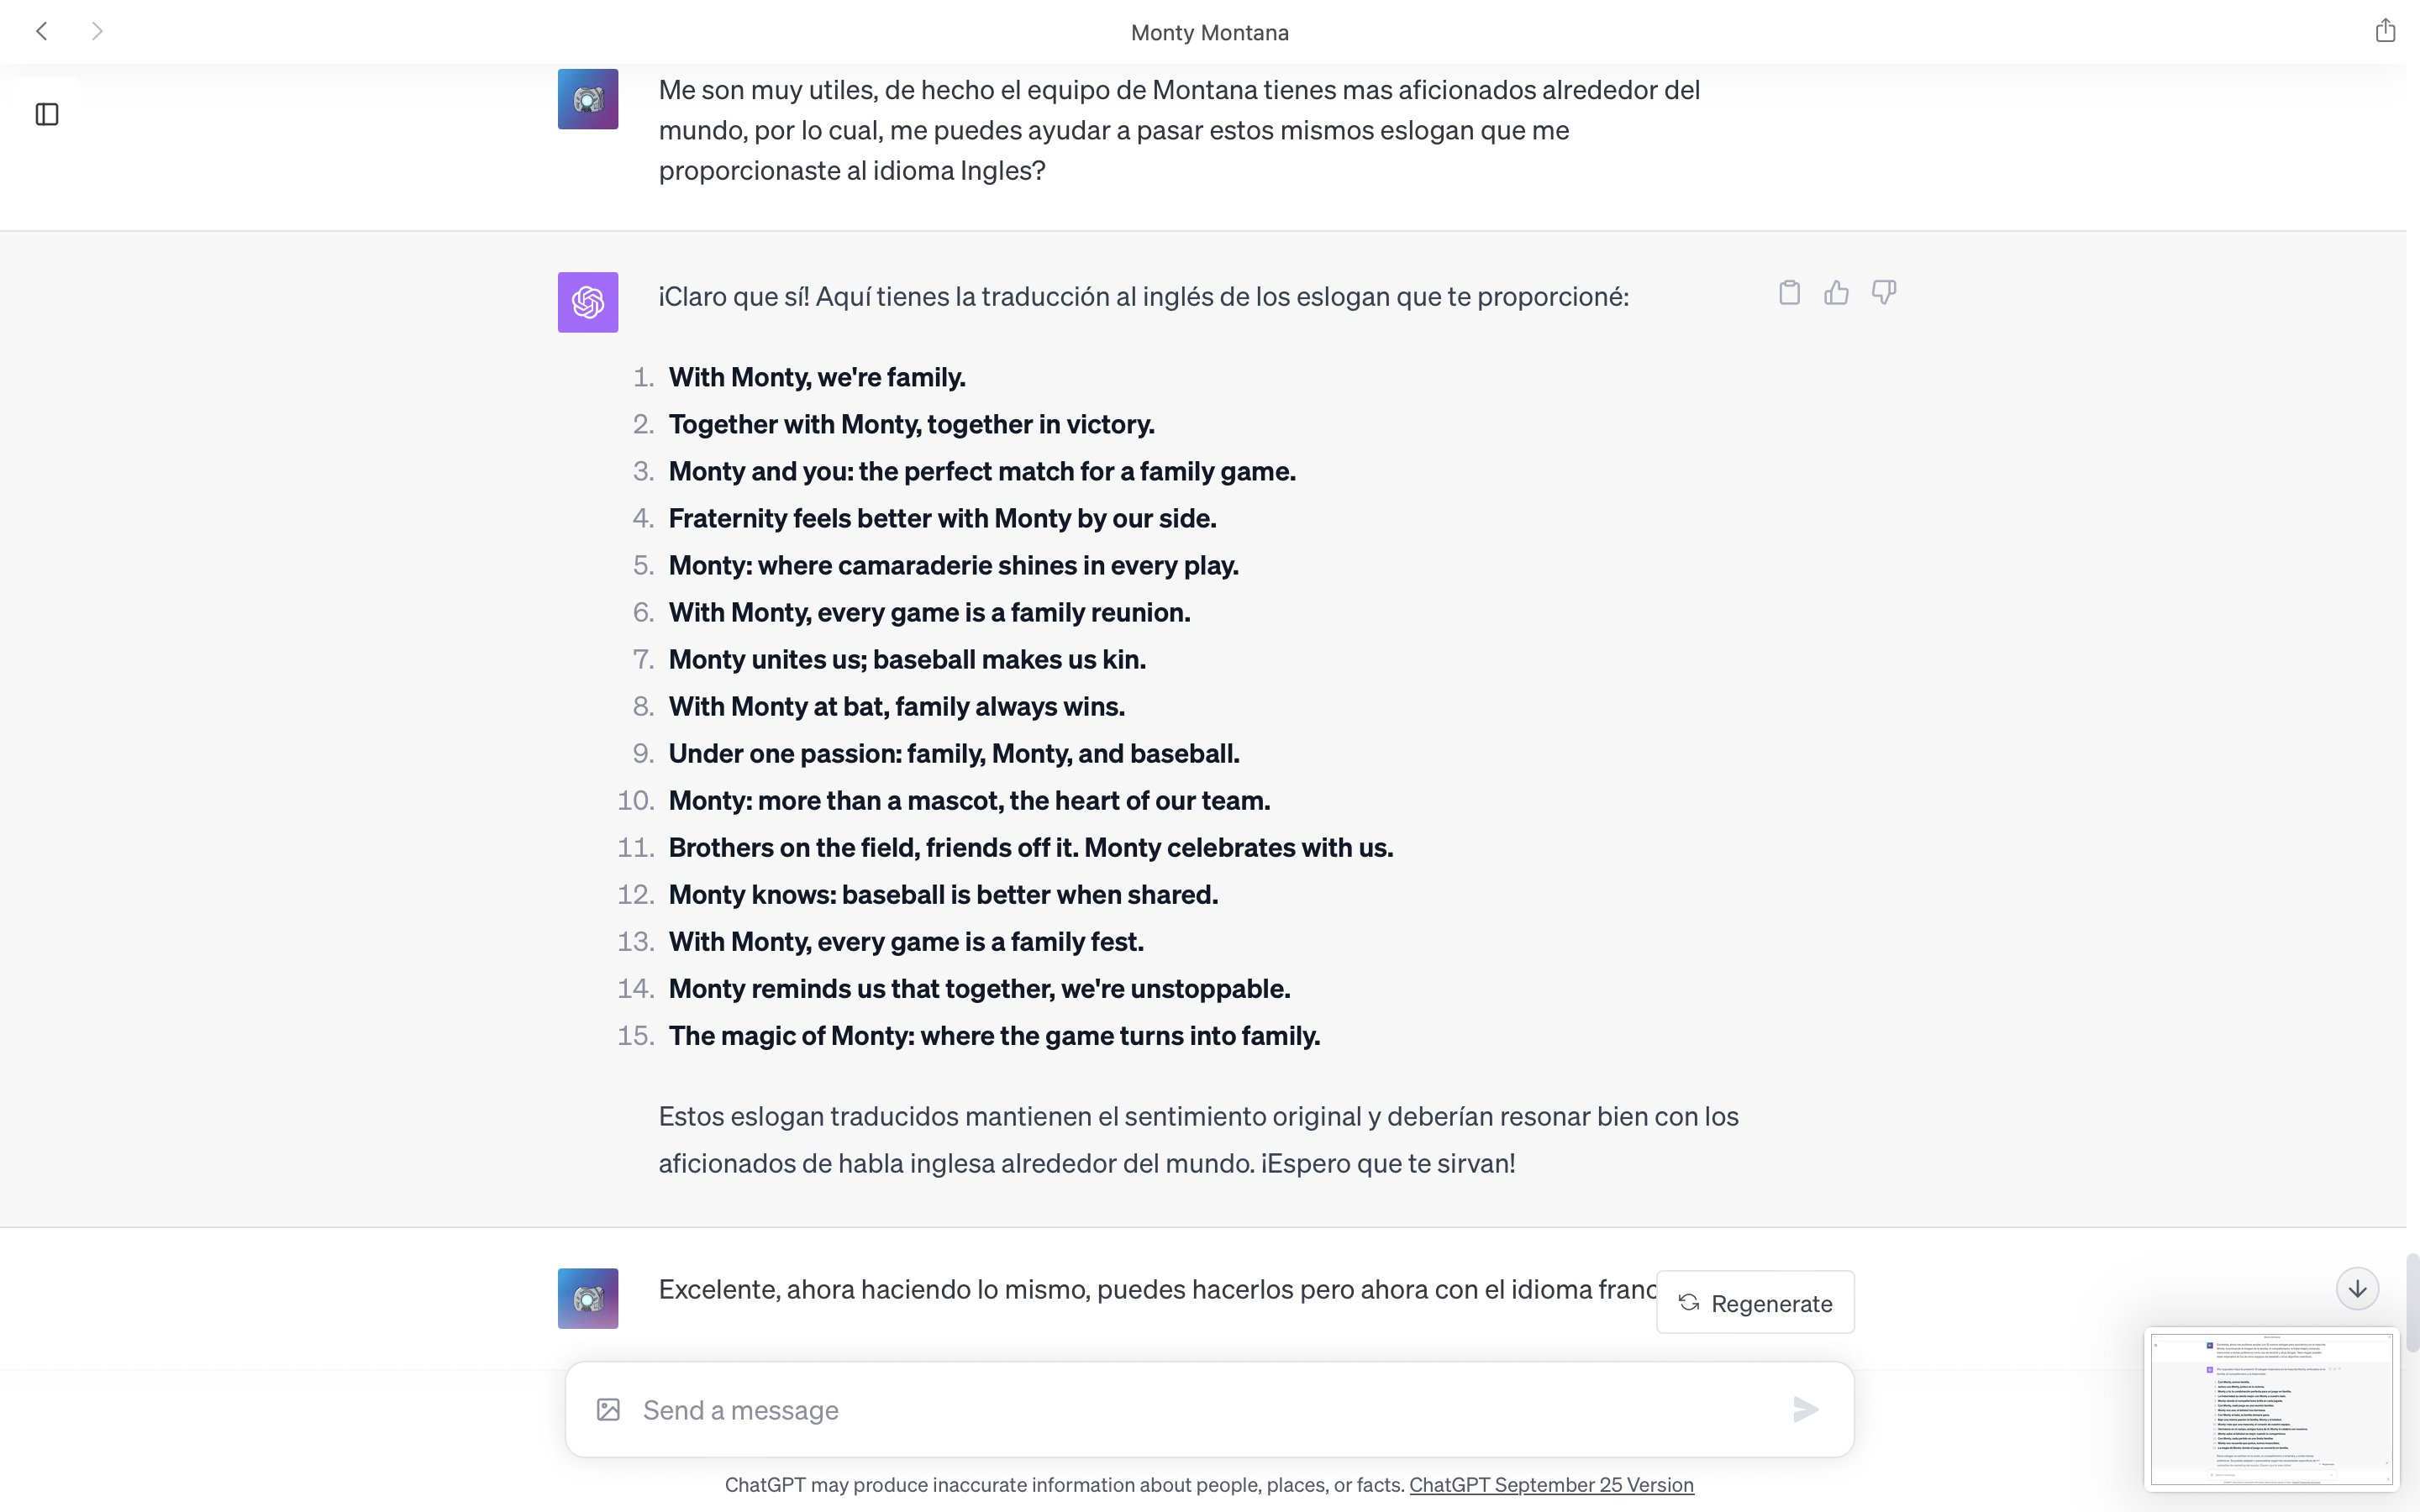 Monty Montana
Me son muy utiles, de hecho el equipo de Montana tienes mas aficionados alrededor del
mundo, por lo cual, me puedes ayudar a pasar estos mismos eslogan que me
proporcionaste al idioma Ingles?
¡Claro que sí! Aquí tienes la traducción al inglés de los eslogan que te proporcioné:
1. With Monty, we're family.
2. Together with Monty, together in victory.
3. Monty and you: the perfect match for a family game.
4. Fraternity feels better with Monty by our side.
5. Monty: where camaraderie shines in every play.
6. With Monty, every game is a family reunion.
7. Monty unites us; baseball makes us kin.
8. With Monty at bat, family always wins.
9. Under one passion: family, Monty, and baseball.
10. Monty: more than a mascot, the heart of our team.
11. Brothers on the field, friends off it. Monty celebrates with us.
12. Monty knows: baseball is better when shared.
13. With Monty, every game is a family fest.
14. Monty reminds us that together, we're unstoppable.
15. The magic of Monty: where the game turns into family.
Estos eslogan traducidos mantienen el sentimiento original y deberían resonar bien con los
aficionados de habla inglesa alrededor del mundo. ¡Espero que te sirvan!
Excelente, ahora haciendo lo mismo, puedes hacerlos pero ahora con el idioma franc
Regenerate
Send a message
ChatGPT may produce inaccurate information about people, places, or facts. ChatGPT September 25 Version